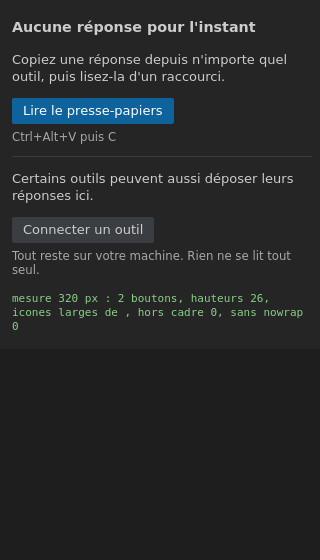 Aucune réponse pour l'instant
Copiez une réponse depuis n'importe quel
outil, puis lisez-la d'un raccourci.
Lire le presse-papiers
Ctrl+Alt+V puis C
Certains outils peuvent aussi déposer leurs
réponses ici.
Connecter un outil
Tout reste sur votre machine. Rien ne se lit tout
seul.
mesure 320 px : 2 boutons, hauteurs 26,
icones larges de , hors cadre 0, sans nowrap
0